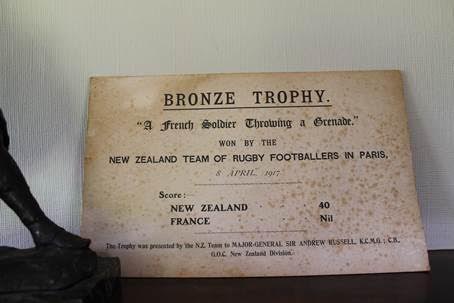 BRONZE TROPHY.
"A French Soldier Throwing a Grenade."
WON BY THE
NEW ZEALAND TEAM OF RUGBY FOOTBALLERS IN PARIS,
8 APRIL, 1917
Score:—
NEW ZEALAND 40
FRANCE Nil
The Trophy was presented by the N.Z. Team to MAJOR-GENERAL SIR ANDREW RUSSELL, K.C.M.G.; C.B.,
G.O.C. New Zealand Division.